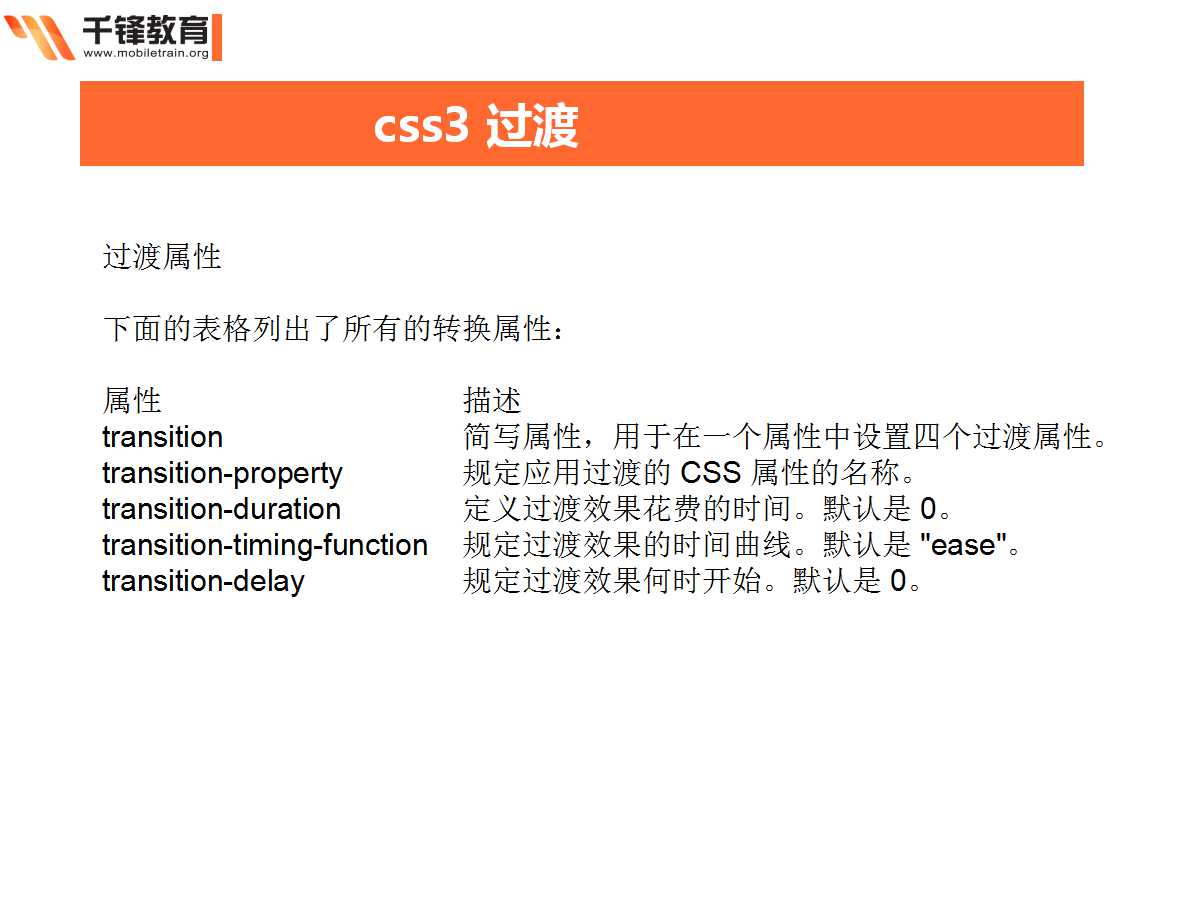 千锋教育
www.mobiletrain.org
css3 过渡
过渡属性
下面的表格列出了所有的转换属性：
属性 描述
transition 简写属性，用于在一个属性中设置四个过渡属性。
transition-property 规定应用过渡的 CSS 属性的名称。
transition-duration 定义过渡效果花费的时间。默认是 0。
transition-timing-function 规定过渡效果的时间曲线。默认是 "ease"。
transition-delay 规定过渡效果何时开始。默认是 0。